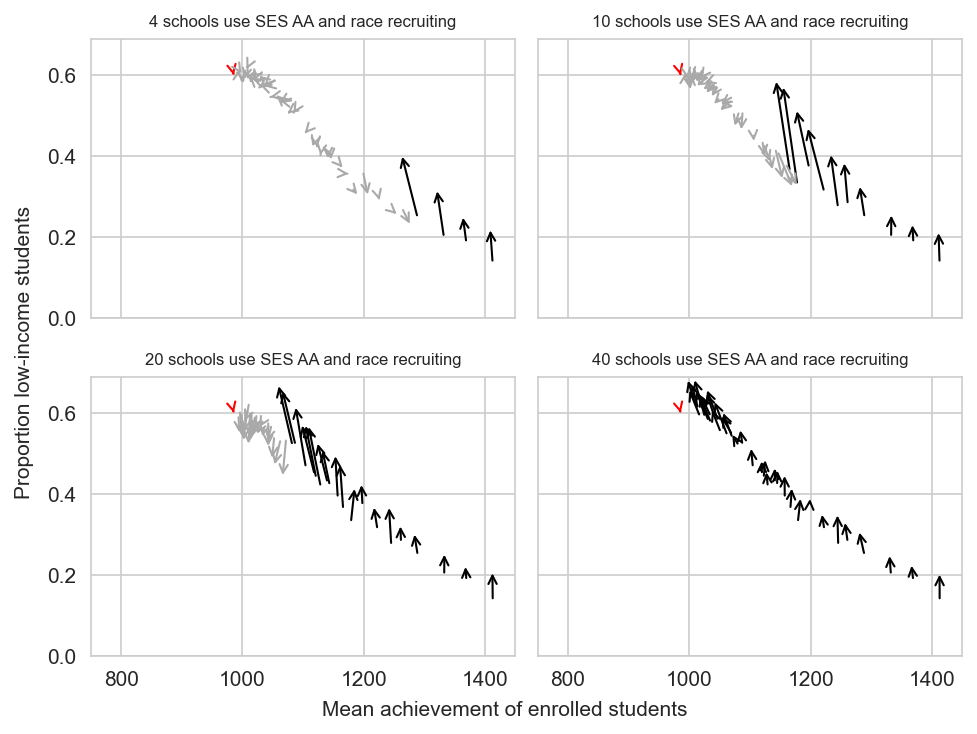 4 schools use SES AA and race recruiting
10 schools use SES AA and race recruiting
0.6
0.4
0.2
0.0
20 schools use SES AA and race recruiting
40 schools use SES AA and race recruiting
0.6
0.4
0.2
0.0
800
1000
1200
1400
800
1000
1200
1400
Proportion low-income students
Mean achievement of enrolled students